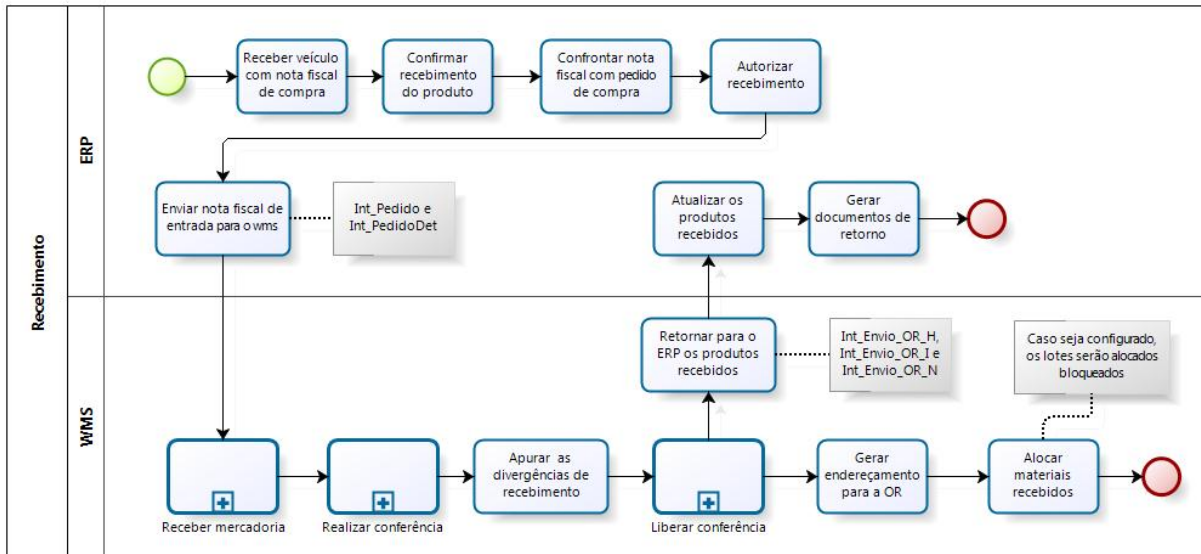 Recebimento
ERP
Receber veículo
com nota fiscal
de compra
Confirmar
recebimento
do produto
Confrontar nota
fiscal com pedido
de compra
Autorizar
recebimento
Enviar nota fiscal de
entrada para o wms
Int_Pedido e
Int_PedidoDet
Atualizar os
produtos
recebidos
Gerar
documentos de
retorno
WMS
Retornar para o
ERP os produtos
recebidos
Int_Envio_OR_H,
Int_Envio_OR_I e
Int_Envio_OR_N
Caso seja configurado,
os lotes serão alocados
bloqueados
Receber mercadoria
Realizar conferência
Apurar as
divergências de
recebimento
Liberar conferência
Gerar
endereçamento
para a OR
Alocar
materiais
recebidos